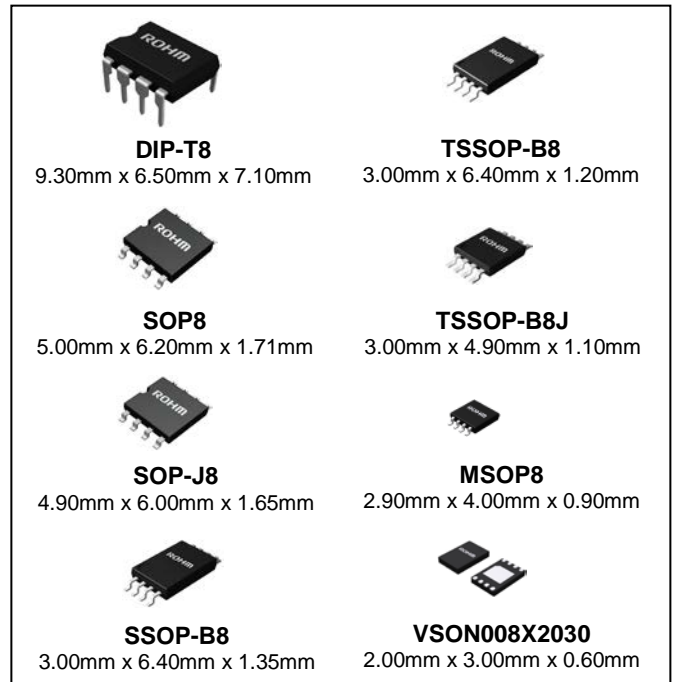 ROHM
DIP-T8
9.30mm x 6.50mm x 7.10mm
ROHM
TSSOP-B8
3.00mm x 6.40mm x 1.20mm
ROHM
SOP8
5.00mm x 6.20mm x 1.71mm
ROHM
TSSOP-B8J
3.00mm x 4.90mm x 1.10mm
ROHM
SOP-J8
4.90mm x 6.00mm x 1.65mm
ROHM
MSOP8
2.90mm x 4.00mm x 0.90mm
ROHM
SSOP-B8
3.00mm x 6.40mm x 1.35mm
ROHM
VSON008X2030
2.00mm x 3.00mm x 0.60mm